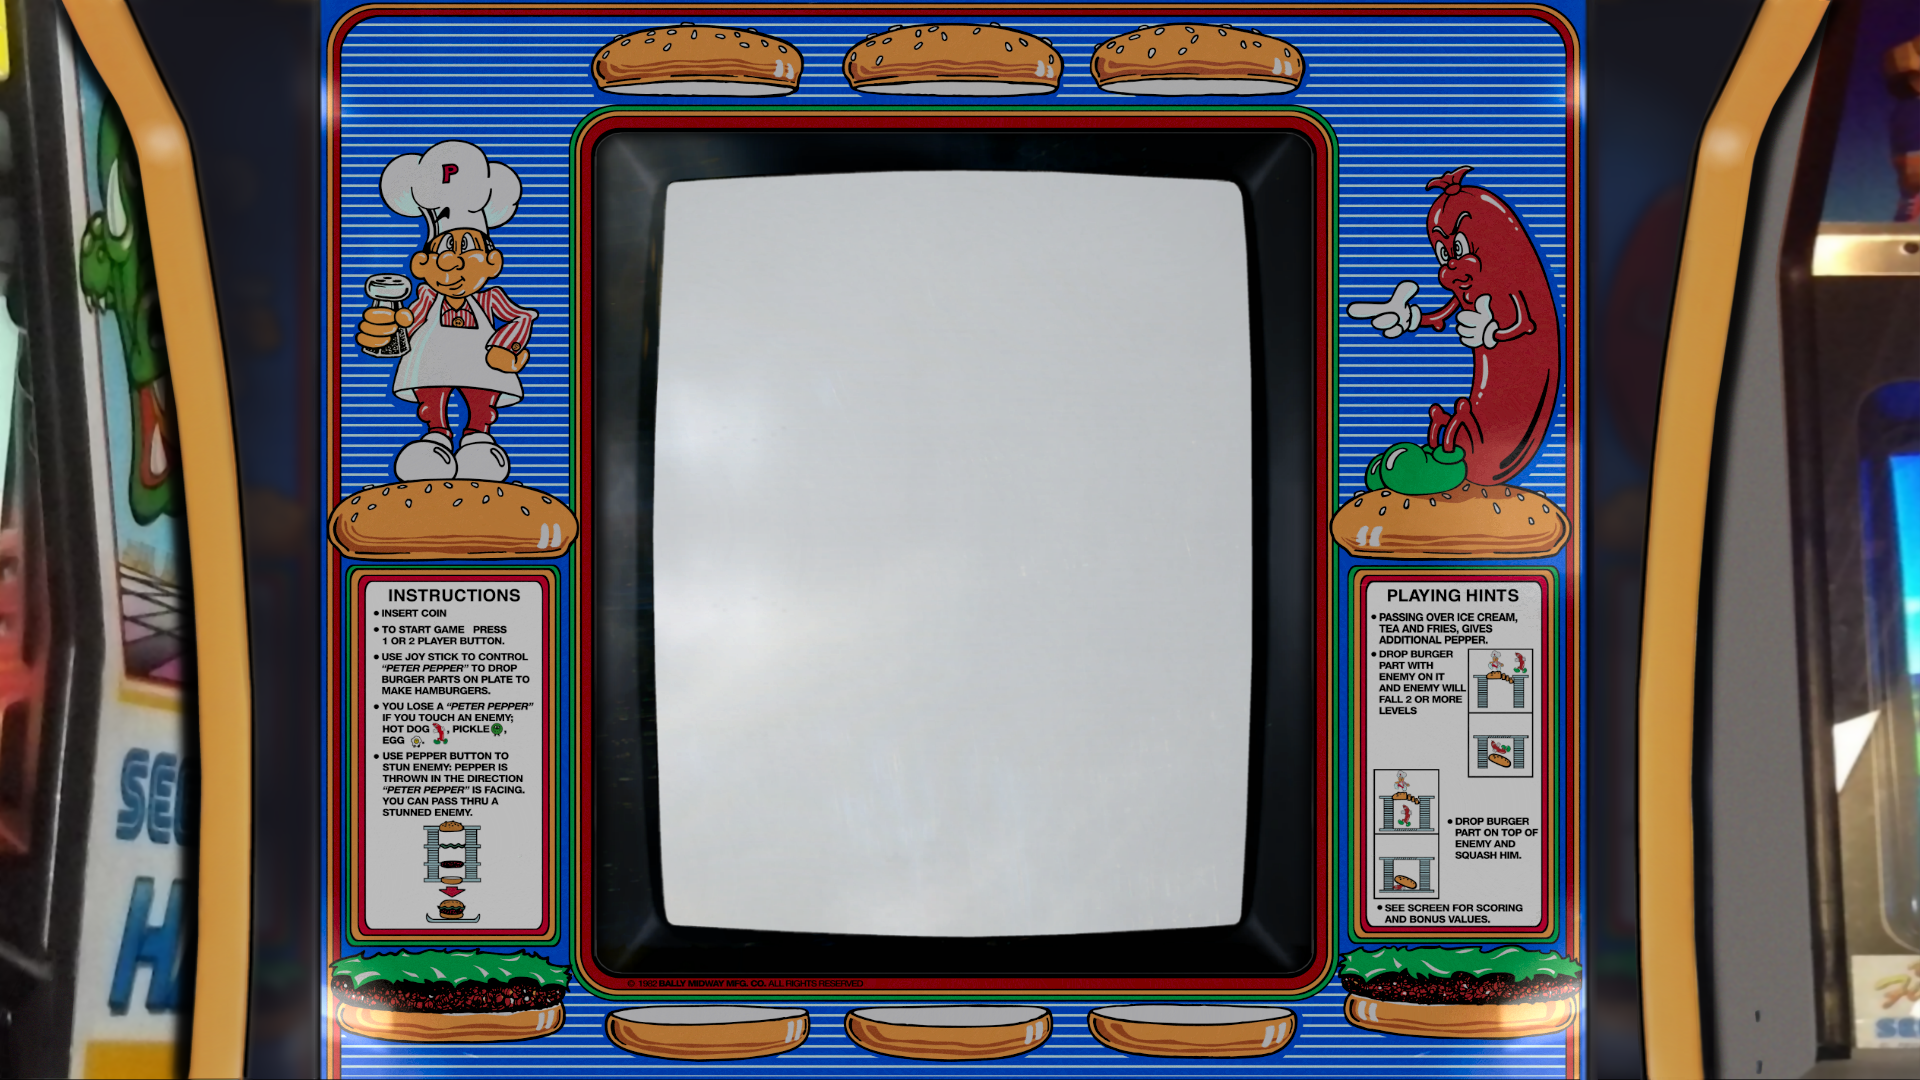 P
INSTRUCTIONS
• INSERT COIN
• TO START GAME PRESS
1 OR 2 PLAYER BUTTON.
• USE JOY STICK TO CONTROL
"PETER PEPPER" TO DROP
BURGER PARTS ON PLATE TO
MAKE HAMBURGERS.
• YOU LOSE A "PETER PEPPER"
IF YOU TOUCH AN ENEMY;
HOT DOG , PICKLE ,
EGG .
• USE PEPPER BUTTON TO
STUN ENEMY: PEPPER IS
THROWN IN THE DIRECTION
"PETER PEPPER" IS FACING.
YOU CAN PASS THRU A
STUNNED ENEMY.
PLAYING HINTS
• PASSING OVER ICE CREAM,
TEA AND FRIES, GIVES
ADDITIONAL PEPPER.
• DROP BURGER
PART WITH
ENEMY ON IT
AND ENEMY WILL
FALL 2 OR MORE
LEVELS
• DROP BURGER
PART ON TOP OF
ENEMY AND
SQUASH HIM.
• SEE SCREEN FOR SCORING
AND BONUS VALUES.
© 1982 BALLY MIDWAY MFG. CO. ALL RIGHTS RESERVED